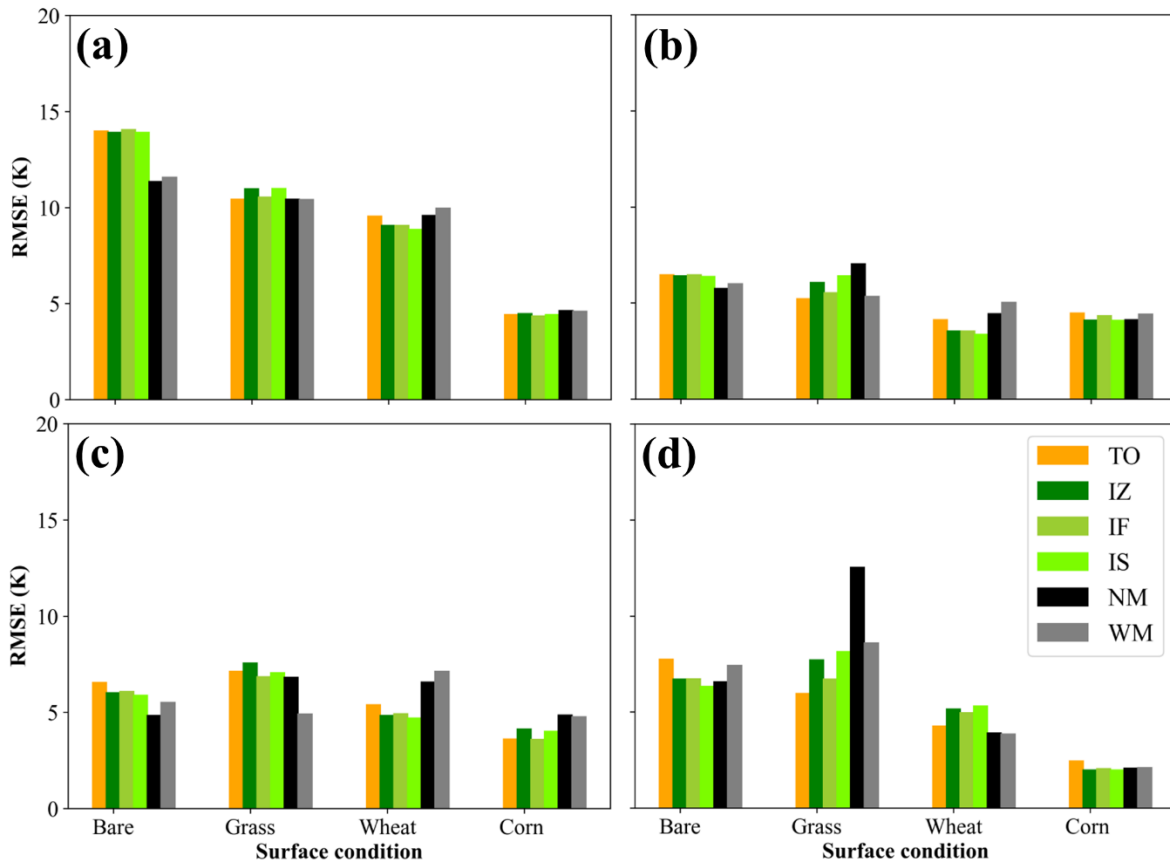 (a)
(b)
RMSE (K)
20
15
10
5
0
(c)
(d)
RMSE (K)
20
15
10
5
0
TO
IZ
IF
IS
NM
WM
Bare Grass Wheat Corn
Surface condition
Bare Grass Wheat Corn
Surface condition